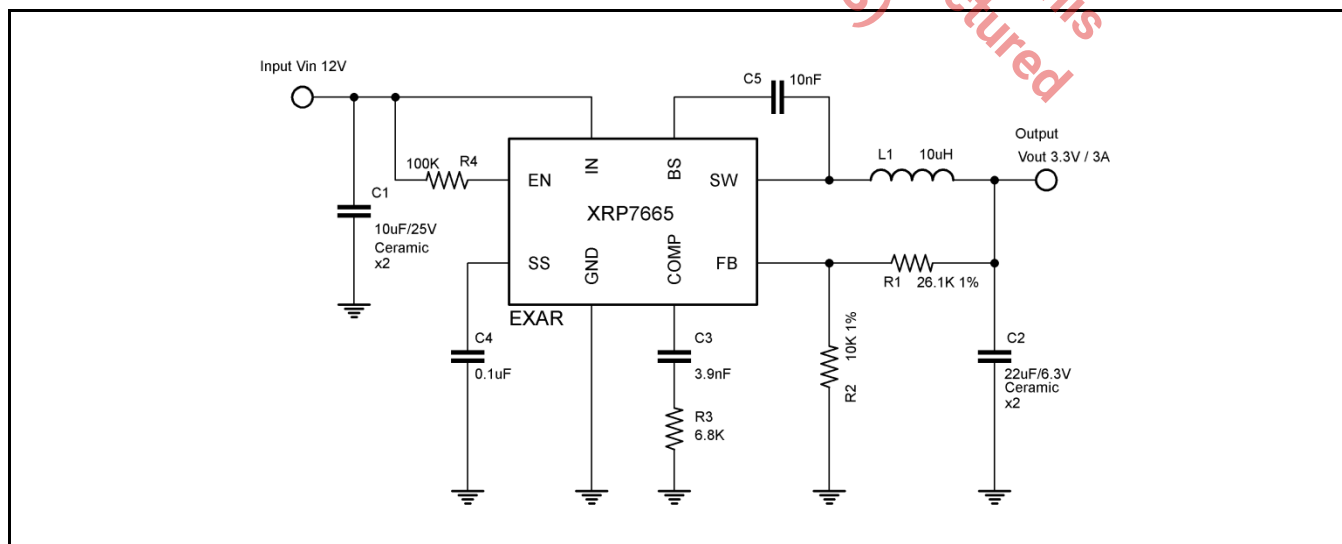 nis
s)
ctured
Input Vin 12V
C5 10nF
Output
Vout 3.3V / 3A
L1 10uH
100K R4
EN
IN
BS
SW
C1
10uF/25V
Ceramic
x2
XRP7665
SS
GND
COMP
FB
R1 26.1K 1%
EXAR
C4
0.1uF
C3
3.9nF
10K 1%
R2
C2
22uF/6.3V
Ceramic
x2
R3
6.8K